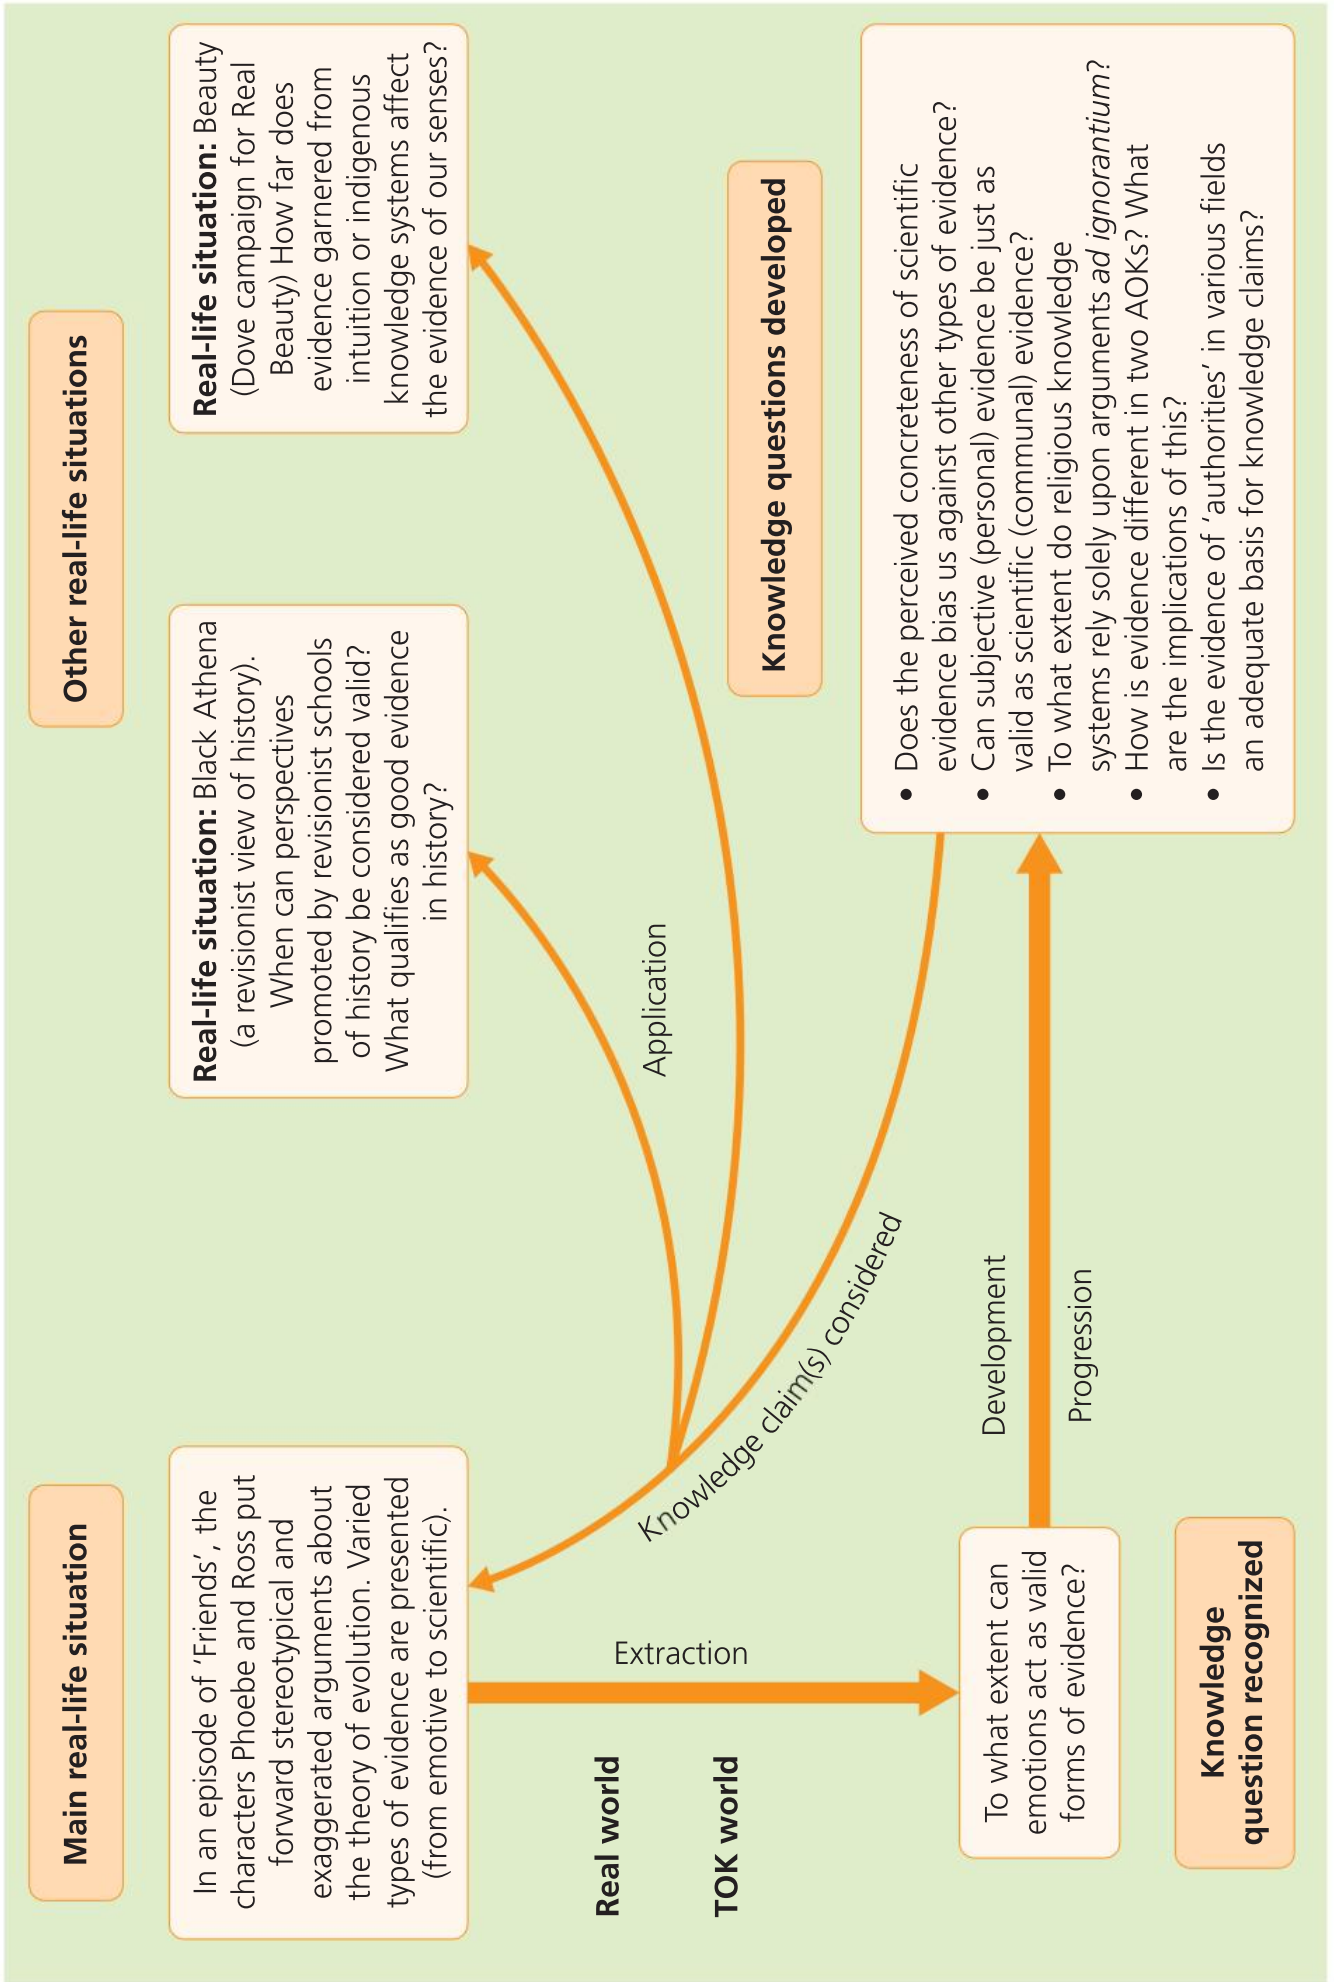 Main real-life situation
In an episode of ‘Friends’, the
characters Phoebe and Ross put
forward stereotypical and
exaggerated arguments about
the theory of evolution. Varied
types of evidence are presented
(from emotive to scientific).
Other real-life situations
Real-life situation: Black Athena
(a revisionist view of history).
When can perspectives
promoted by revisionist schools
of history be considered valid?
What qualifies as good evidence
in history?
Real-life situation: Beauty
(Dove campaign for Real
Beauty) How far does
evidence garnered from
intuition or indigenous
knowledge systems affect
the evidence of our senses?
Real world
TOK world
Extraction
Application
Knowledge claim(s) considered
To what extent can
emotions act as valid
forms of evidence?
Knowledge
question recognized
Development
Progression
Knowledge questions developed
• Does the perceived concreteness of scientific
evidence bias us against other types of evidence?
• Can subjective (personal) evidence be just as
valid as scientific (communal) evidence?
• To what extent do religious knowledge
systems rely solely upon arguments ad ignorantium?
• How is evidence different in two AOKs? What
are the implications of this?
• Is the evidence of ‘authorities’ in various fields
an adequate basis for knowledge claims?